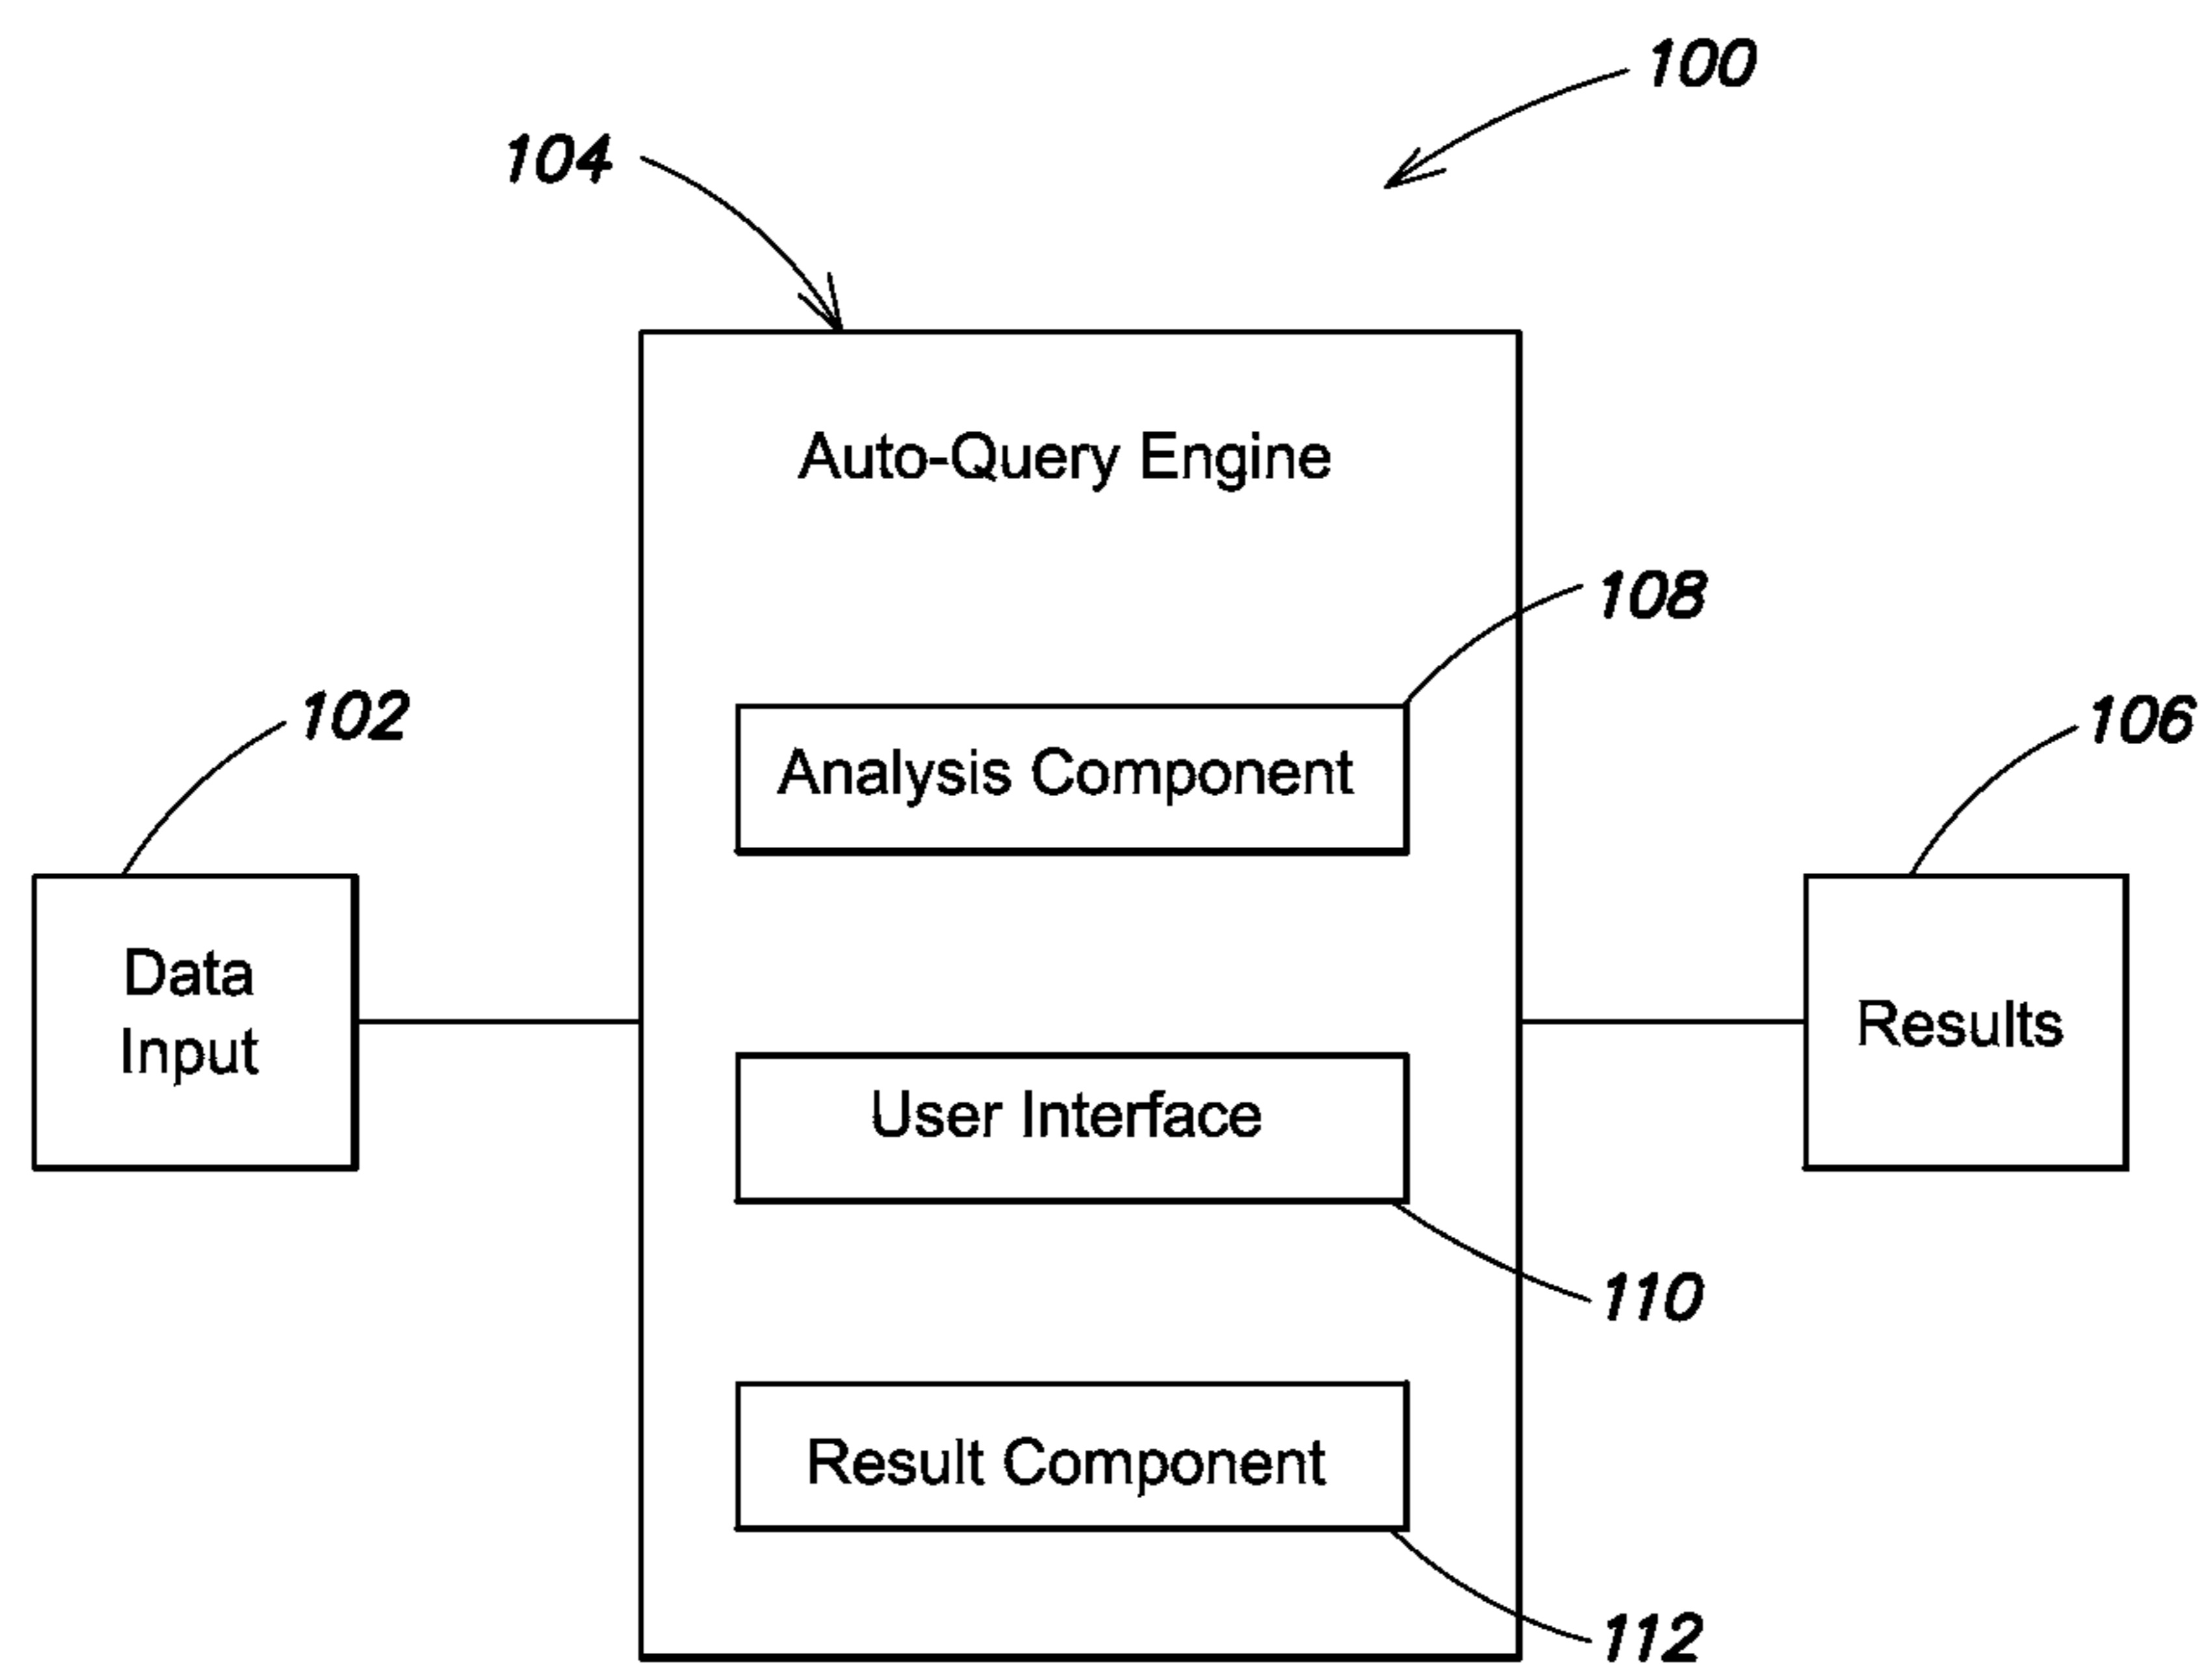 100
104
Auto-Query Engine
108
Analysis Component
102
106
Data
Input
Results
User Interface
110
Result Component
112